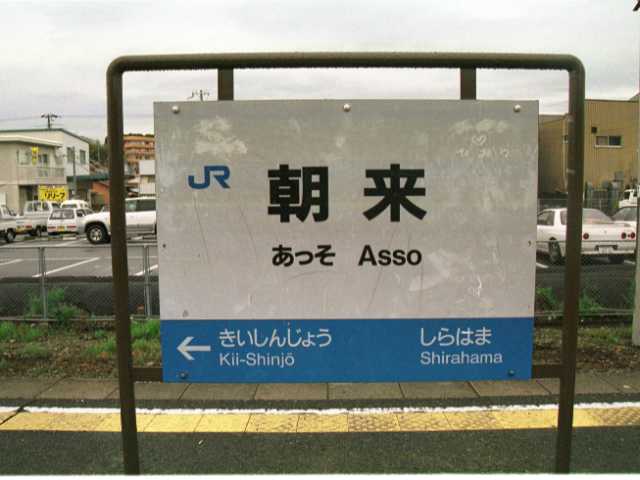 JR
朝来
あっそ Asso
← きいしんじょう しらはま
Kii-Shinjō Shirahama